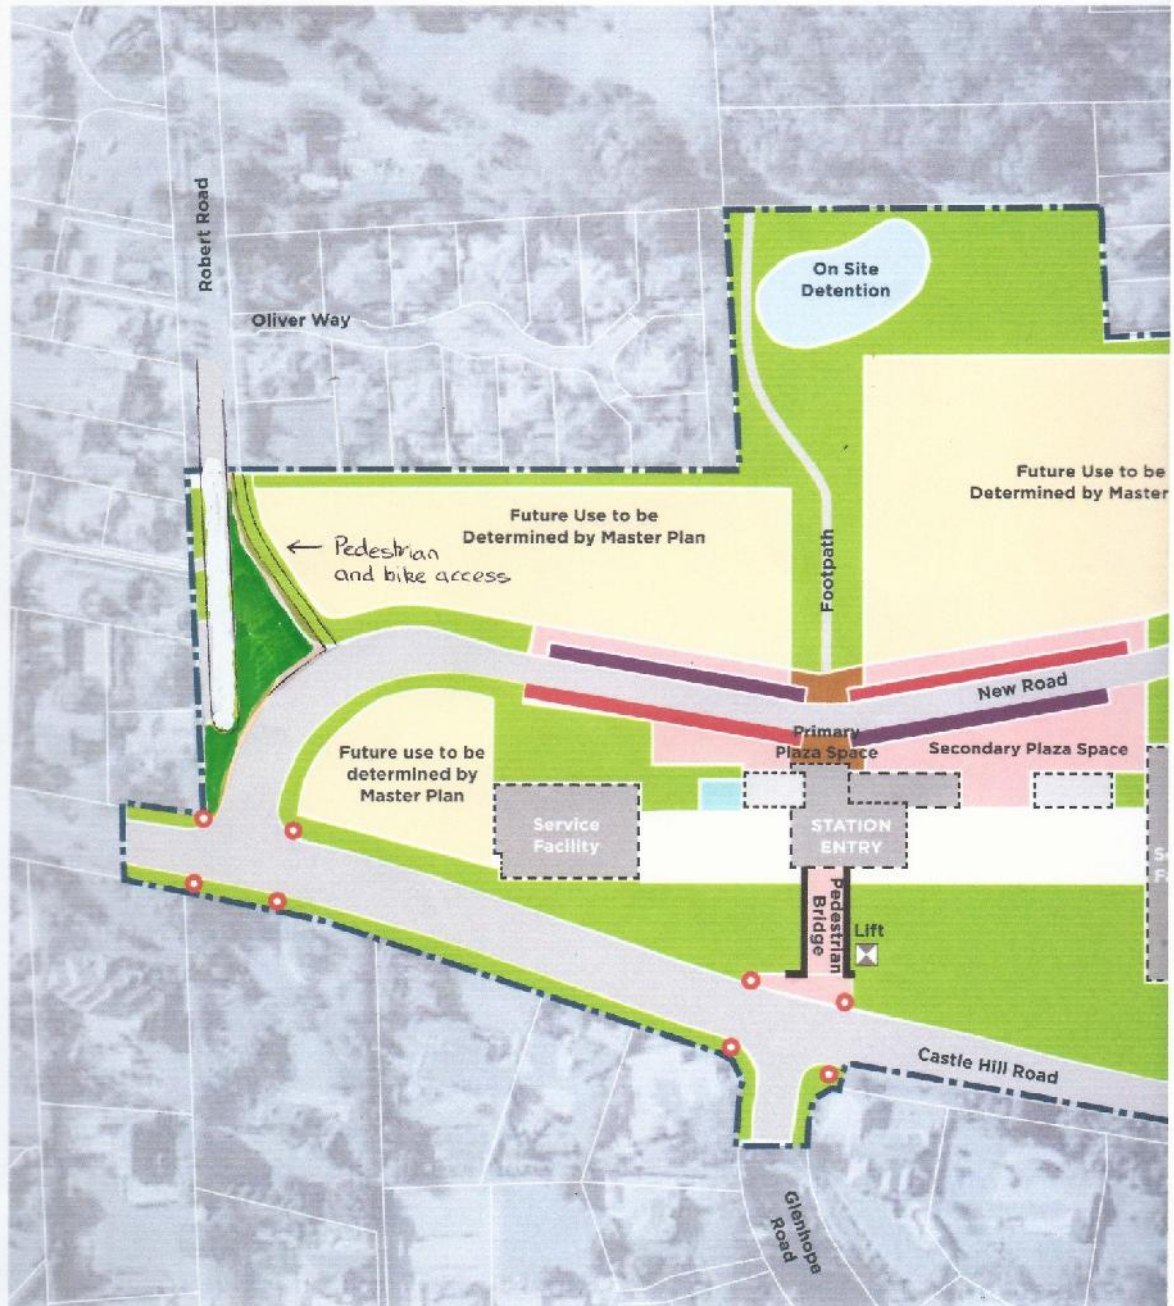 Robert Road
Oliver Way
On Site
Detention
Future Use to be
Determined by Master
Future Use to be
Determined by Master Plan
← Pedestrian
and bike access
Footpath
New Road
Primary
Plaza Space
Secondary Plaza Space
Future use to be
determined by
Master Plan
Service
Facility
STATION
ENTRY
Pedestrian
Bridge
Lift
Castle Hill Road
Glenhope
Road